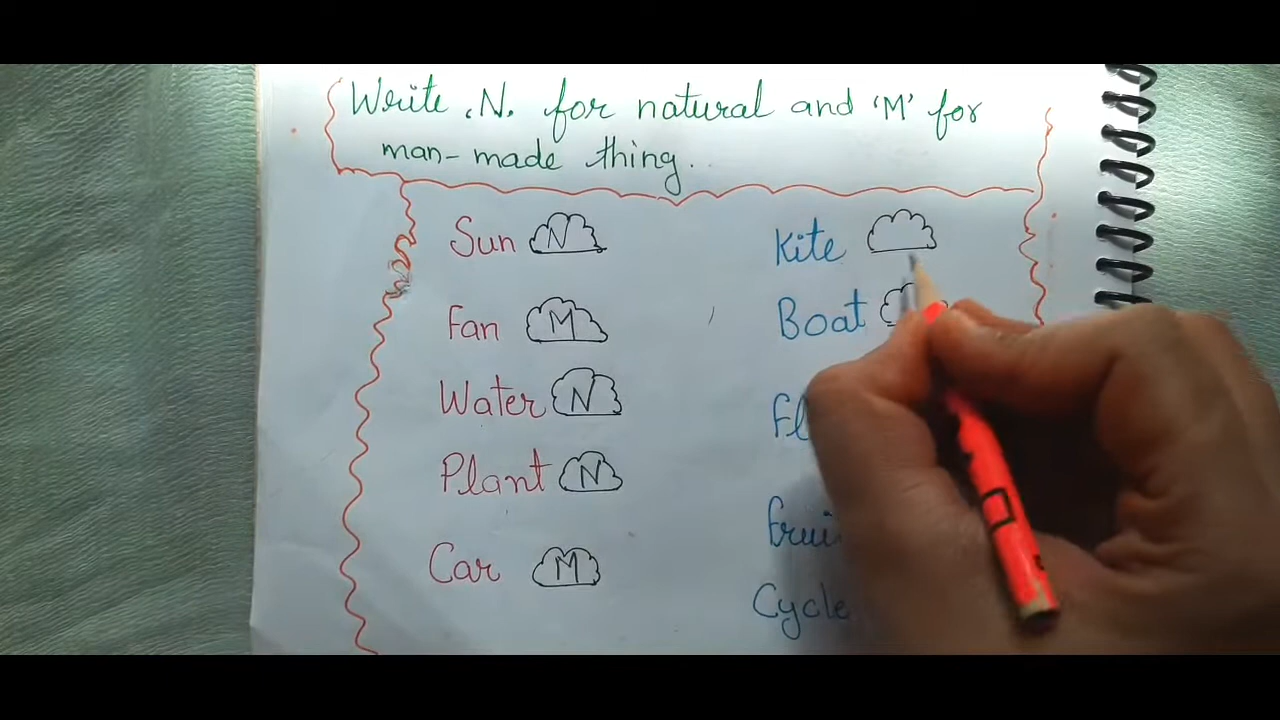 Write .N. for natural and 'M' for
man-made thing.
Sun N
Fan M
Water N
Plant N
Car M
Kite
Boat
Cycle